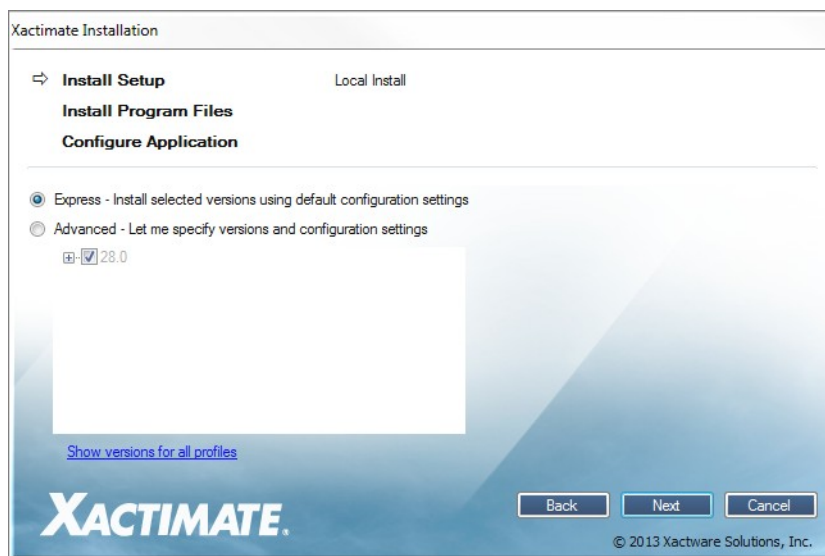 Xactimate Installation
Install Setup Local Install
Install Program Files
Configure Application
Express - Install selected versions using default configuration settings
Advanced - Let me specify versions and configuration settings
28.0
Show versions for all profiles
XACTIMATE.
Back Next Cancel
© 2013 Xactware Solutions, Inc.